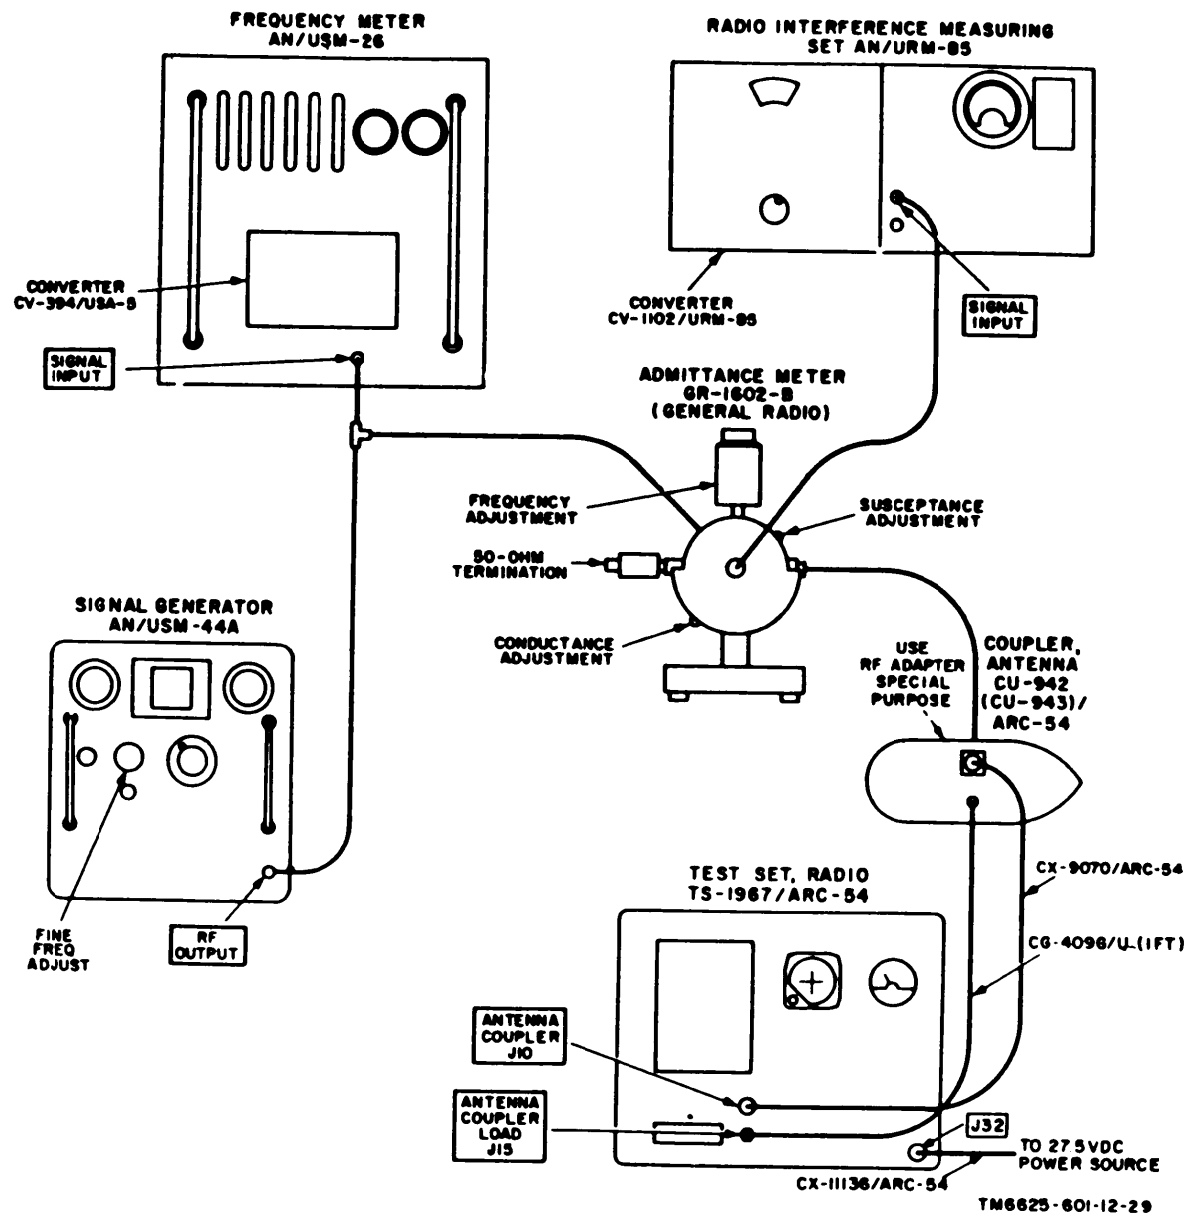 FREQUENCY METER
AN/USM-26
RADIO INTERFERENCE MEASURING
SET AN/URM-85
CONVERTER
CV-394/USA-5
SIGNAL
INPUT
CONVERTER
CV-1102/URM-85
SIGNAL
INPUT
ADMITTANCE METER
GR-1602-B
(GENERAL RADIO)
FREQUENCY
ADJUSTMENT
SUSCEPTANCE
ADJUSTMENT
50-OHM
TERMINATION
CONDUCTANCE
ADJUSTMENT
SIGNAL GENERATOR
AN/USM-44A
USE
RF ADAPTER
SPECIAL
PURPOSE
COUPLER,
ANTENNA
CU-942
(CU-943)/
ARC-54
FINE
FREQ
ADJUST
RF
OUTPUT
TEST SET, RADIO
TS-1967/ARC-54
CX-9070/ARC-54
CG-4096/U-(1FT)
ANTENNA
COUPLER
J10
ANTENNA
COUPLER
LOAD
J15
J32
TO 27.5VDC
POWER SOURCE
CX-11136/ARC-54
TM6625-601-12-29